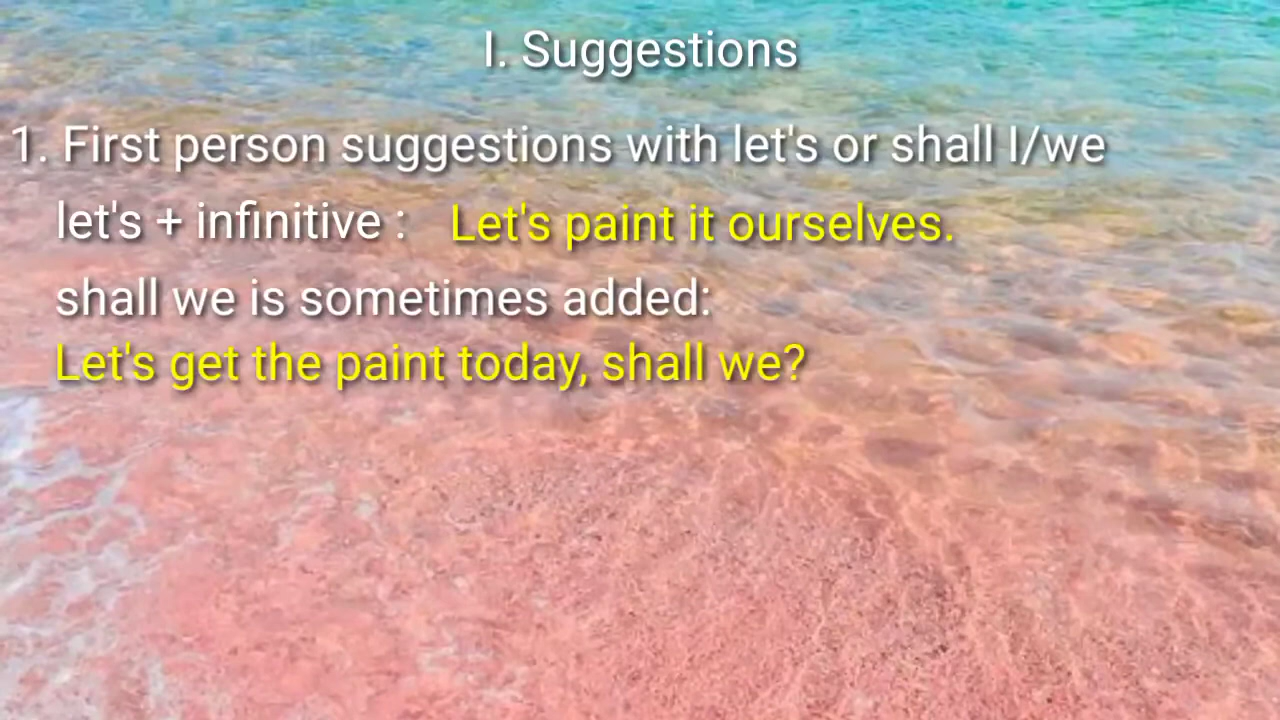 I. Suggestions
1. First person suggestions with let's or shall I/we
let's + infinitive : Let's paint it ourselves.
shall we is sometimes added:
Let's get the paint today, shall we?